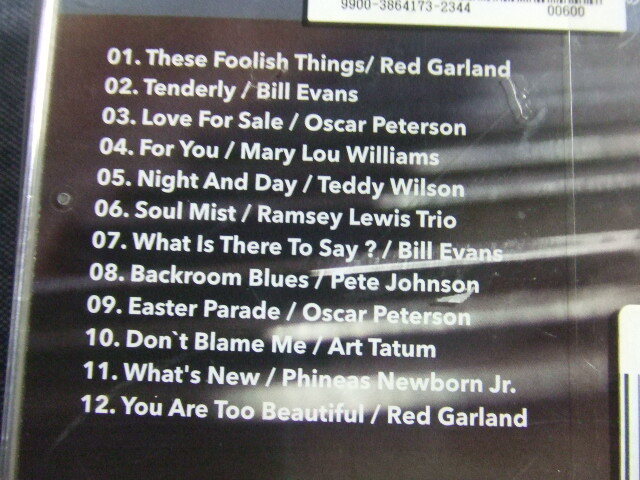 9900-3864173-2344 00600
01. These Foolish Things/ Red Garland
02. Tenderly / Bill Evans
03. Love For Sale / Oscar Peterson
04. For You / Mary Lou Williams
05. Night And Day / Teddy Wilson
06. Soul Mist / Ramsey Lewis Trio
07. What Is There To Say ? / Bill Evans
08. Backroom Blues / Pete Johnson
09. Easter Parade / Oscar Peterson
10. Don`t Blame Me / Art Tatum
11. What's New / Phineas Newborn Jr.
12. You Are Too Beautiful / Red Garland